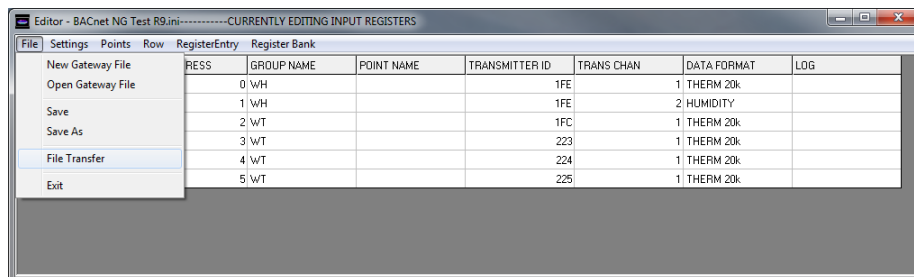 Editor - BACnet NG Test R9.ini-----------CURRENTLY EDITING INPUT REGISTERS
File Settings Points Row RegisterEntry Register Bank
New Gateway File
Open Gateway File
Save
Save As
File Transfer
Exit
RESS GROUP NAME POINT NAME TRANSMITTER ID TRANS CHAN DATA FORMAT LOG
0 WH 1FE 1 THERM 20k
1 WH 1FE 2 HUMIDITY
2 WT 1FC 1 THERM 20k
3 WT 223 1 THERM 20k
4 WT 224 1 THERM 20k
5 WT 225 1 THERM 20k